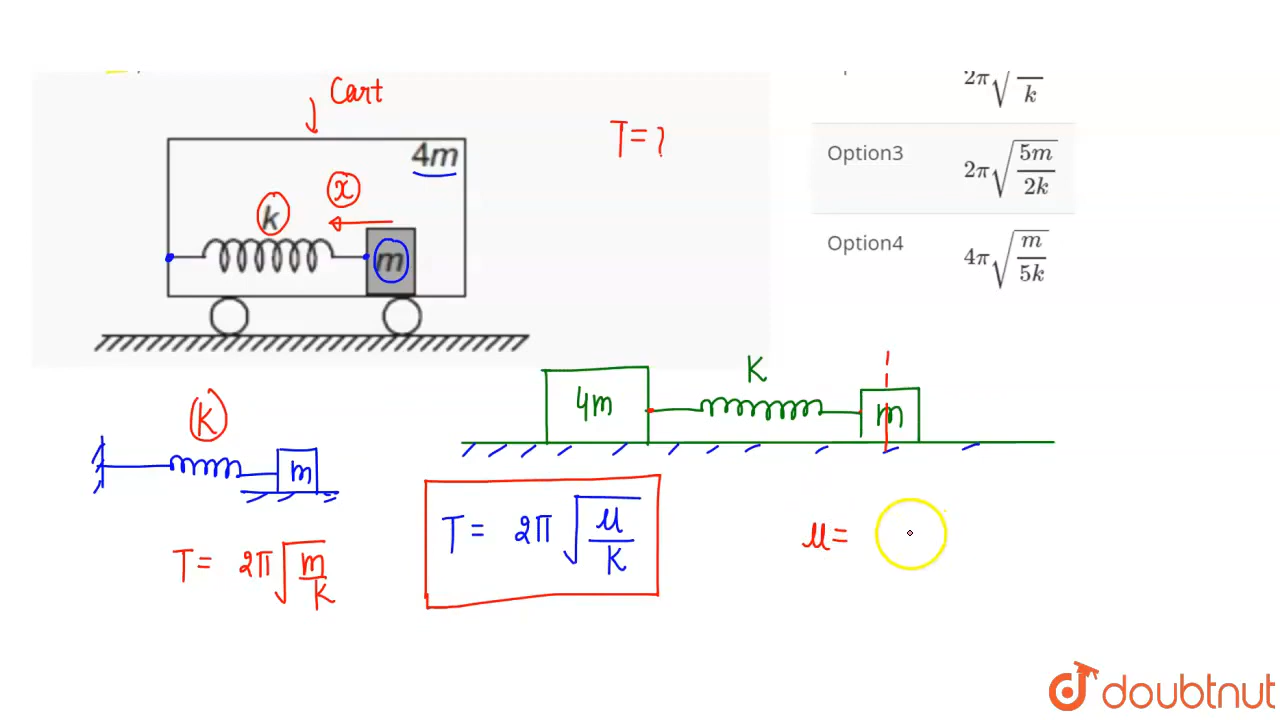 Cart
T = ?
4m
x
k
m
2π√(/k)
Option3 2π√(5m/2k)
Option4 4π√(m/5k)
K
4m
m
K
m
T = 2π√(m/K)
T = 2π√(μ/K)
μ =
doubtnut